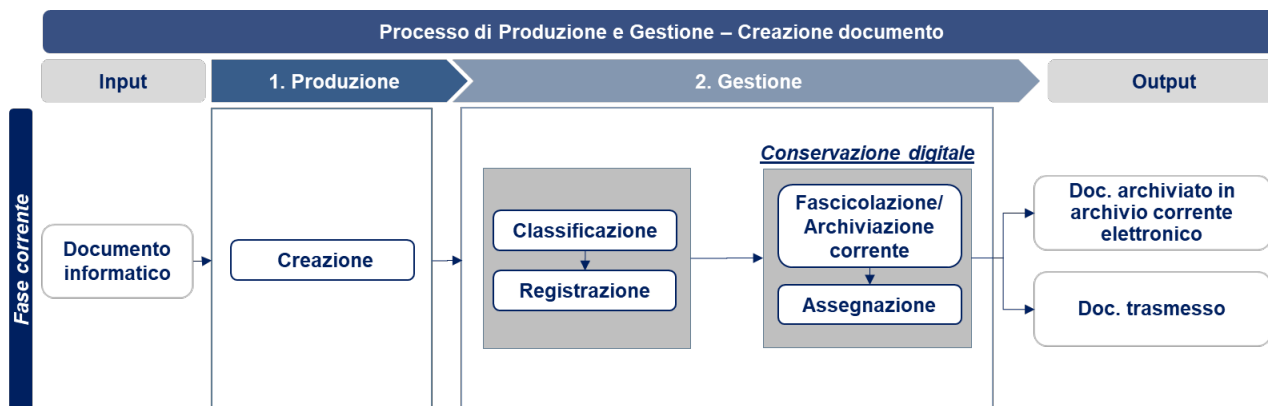 Processo di Produzione e Gestione – Creazione documento
Input
1. Produzione
2. Gestione
Output
Fase corrente
Documento
informatico
Creazione
Classificazione
Registrazione
Conservazione digitale
Fascicolazione/
Archiviazione
corrente
Assegnazione
Doc. archiviato in
archivio corrente
elettronico
Doc. trasmesso